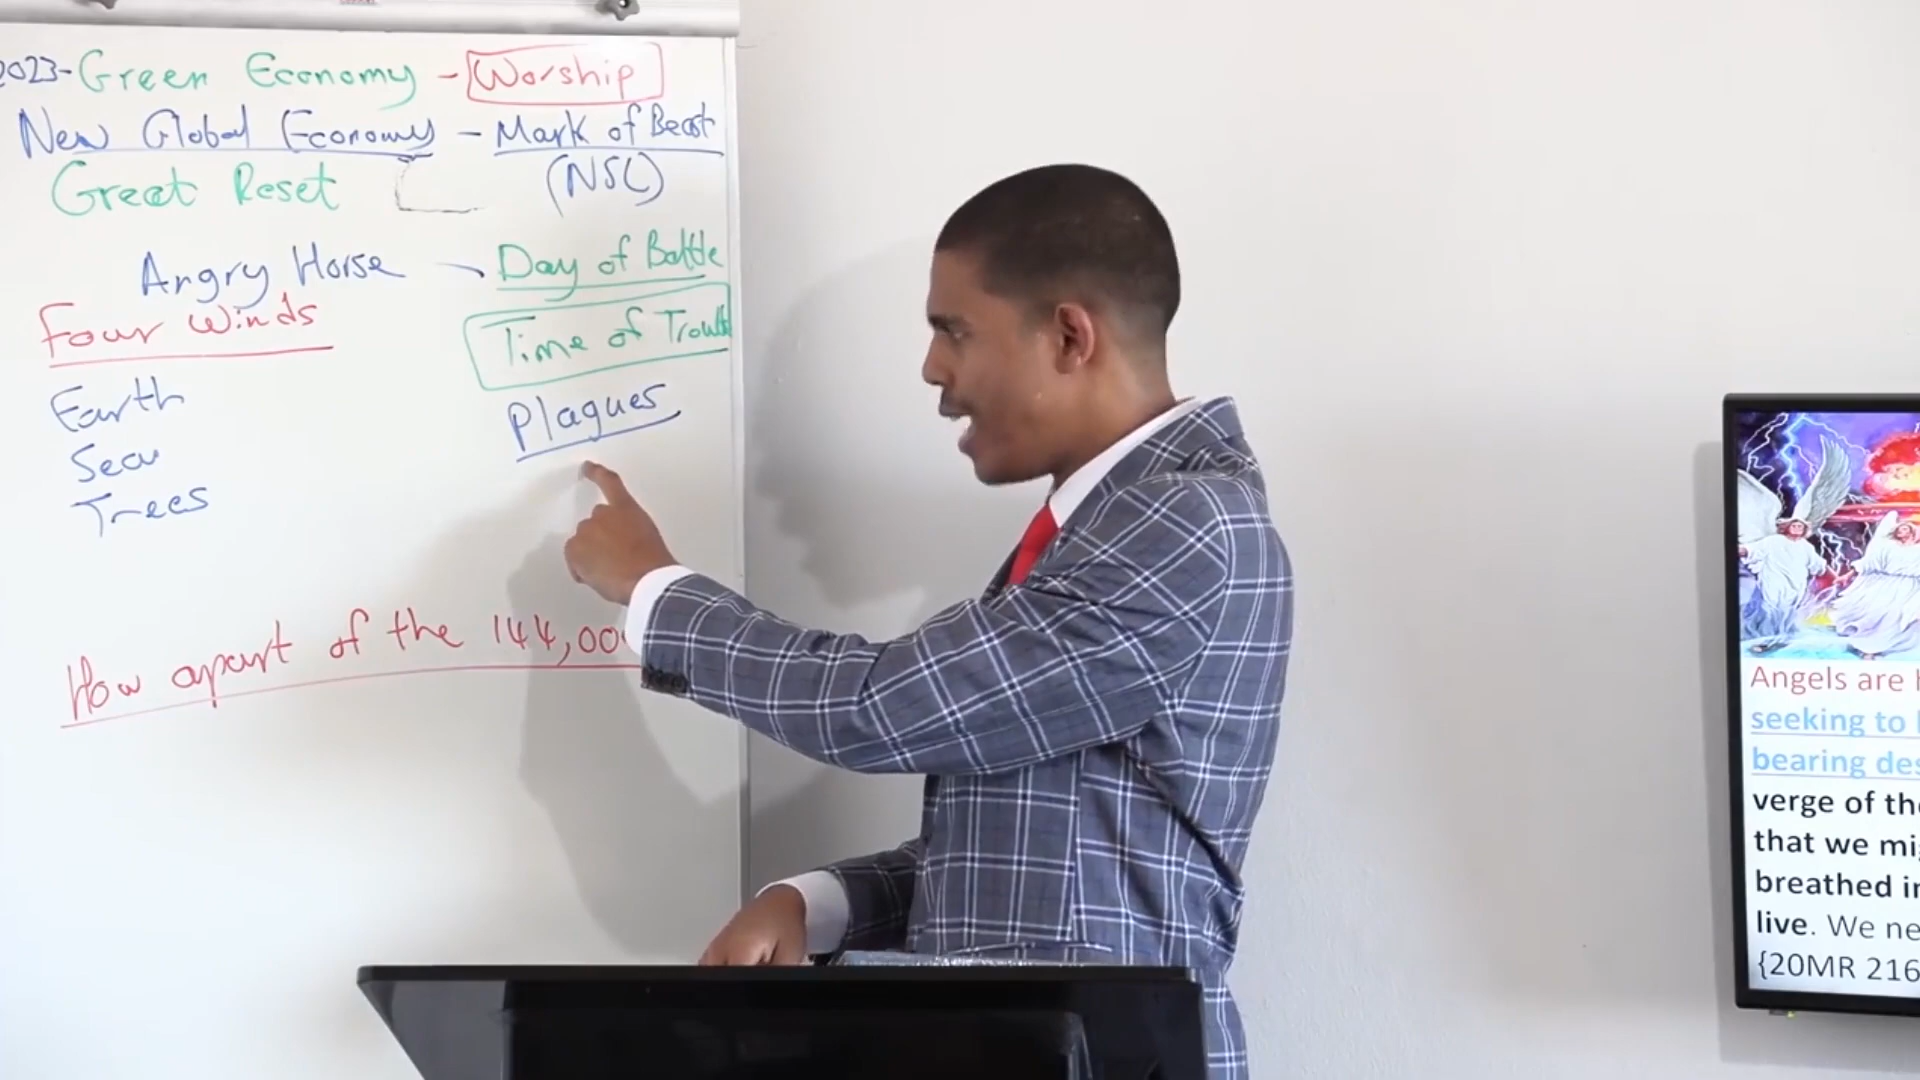 2023-Green Economy - Worship
New Global Economy - Mark of Beast
Great Reset (NSL)
Angry Horse - Day of Battle
Four Winds Time of Trouble
Earth Plagues
Sea
Trees
How apart of the 144,00
Angels are
seeking to
bearing des
verge of the
that we mi
breathed in
live. We ne
{20MR 216